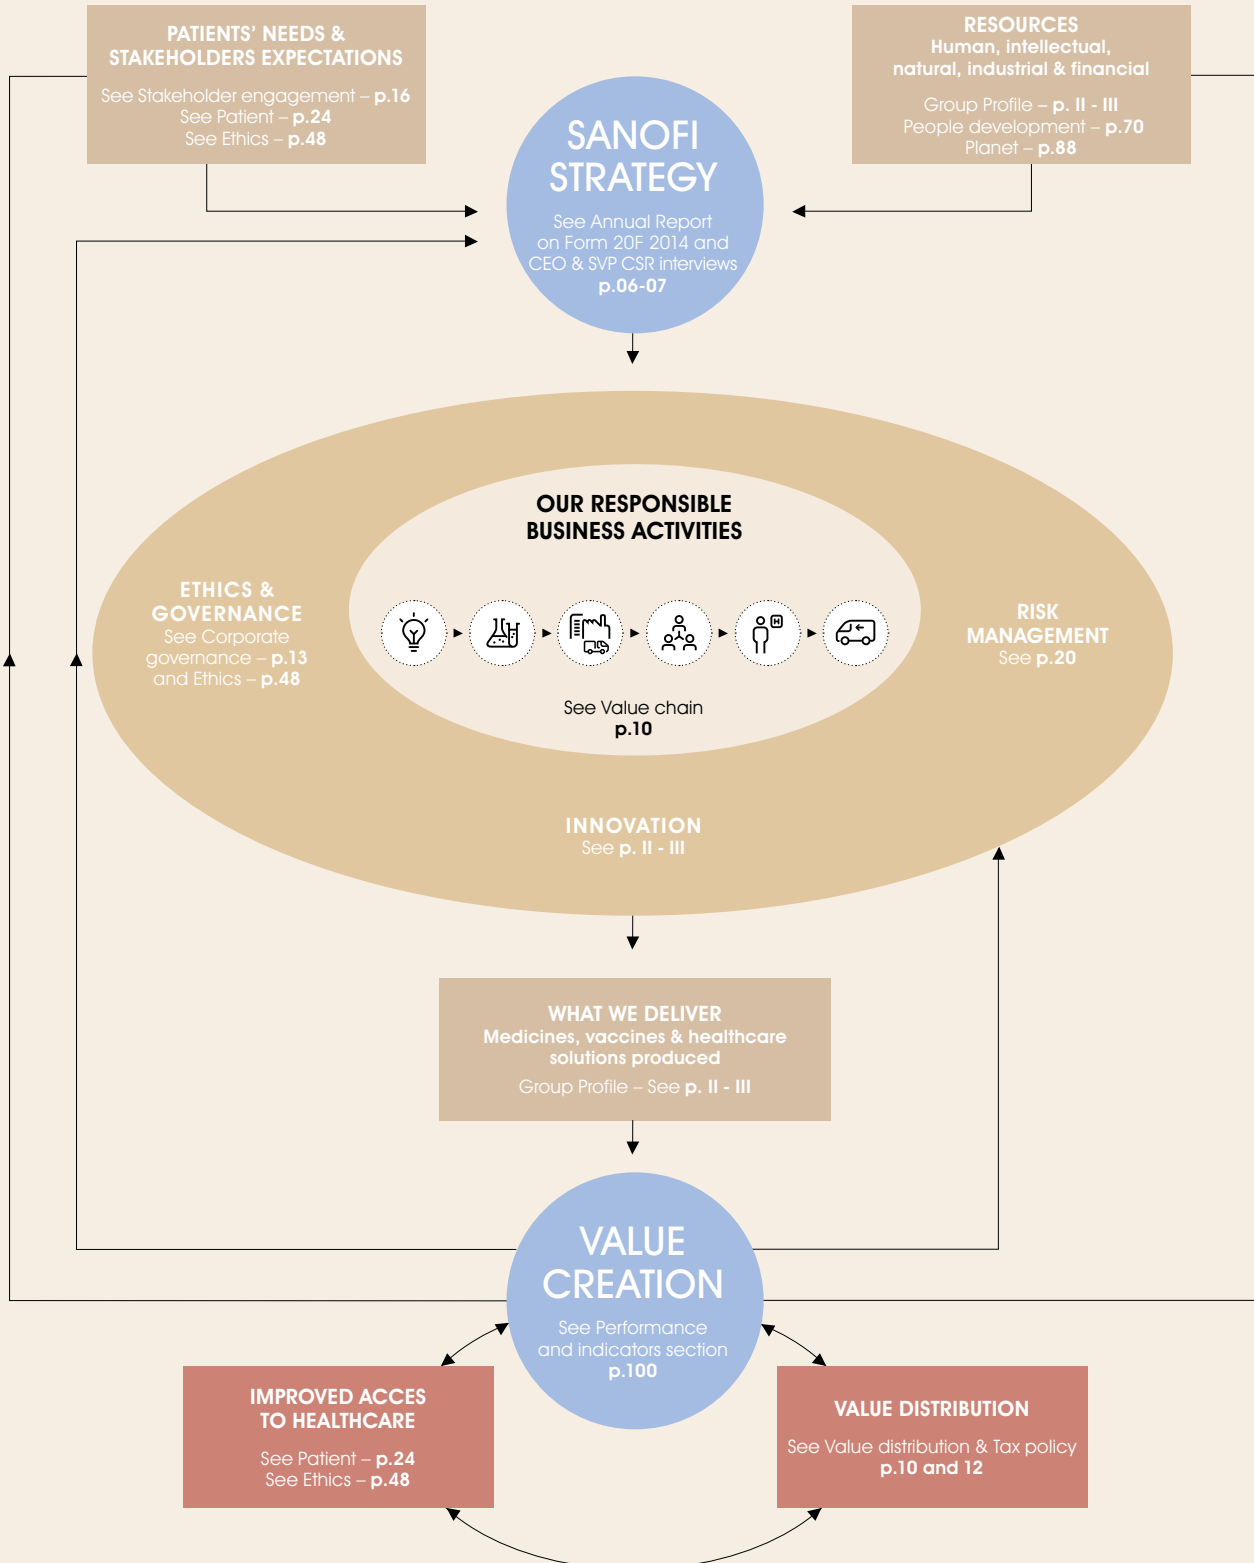 PATIENTS' NEEDS &
STAKEHOLDERS EXPECTATIONS
See Stakeholder engagement – p.16
See Patient – p.24
See Ethics – p.48
RESOURCES
Human, intellectual,
natural, industrial & financial
Group Profile – p. II - III
People development – p.70
Planet – p.88
SANOFI
STRATEGY
See Annual Report
on Form 20F 2014 and
CEO & SVP CSR interviews
p.06-07
OUR RESPONSIBLE
BUSINESS ACTIVITIES
ETHICS &
GOVERNANCE
See Corporate
governance – p.13
and Ethics – p.48
H
See Value chain
p.10
RISK
MANAGEMENT
See p.20
INNOVATION
See p. II - III
WHAT WE DELIVER
Medicines, vaccines & healthcare
solutions produced
Group Profile – See p. II - III
VALUE
CREATION
See Performance
and indicators section
p.100
IMPROVED ACCES
TO HEALTHCARE
See Patient – p.24
See Ethics – p.48
VALUE DISTRIBUTION
See Value distribution & Tax policy
p.10 and 12